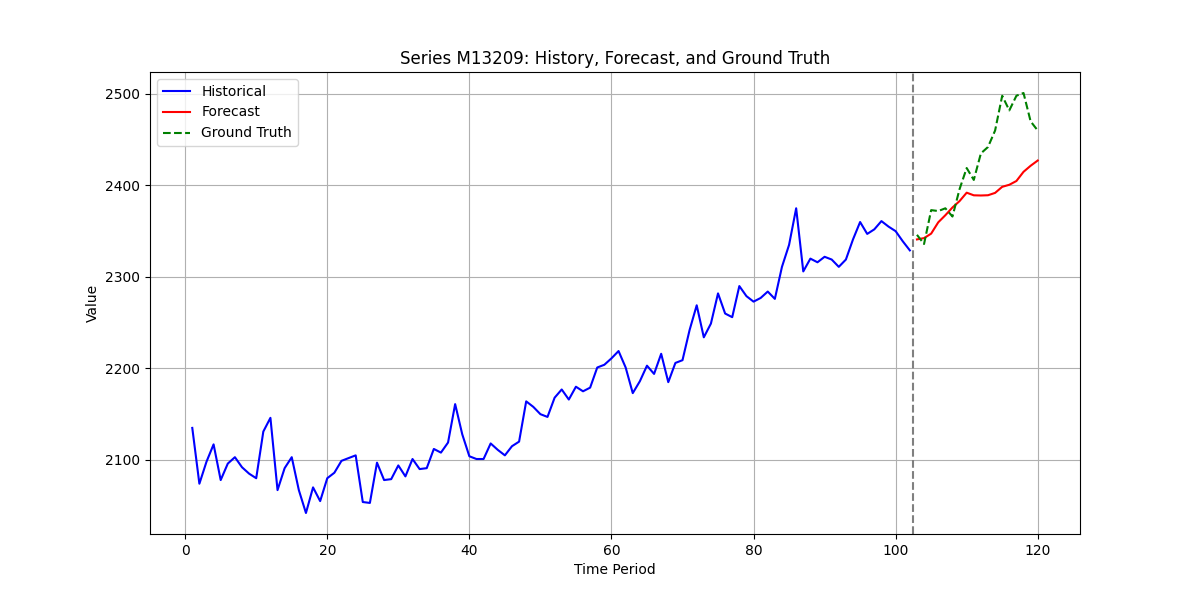 Series M13209: History, Forecast, and Ground Truth
Historical
Forecast
Ground Truth
2500
2400
2300
2200
2100
Value
0 20 40 60 80 100 120
Time Period